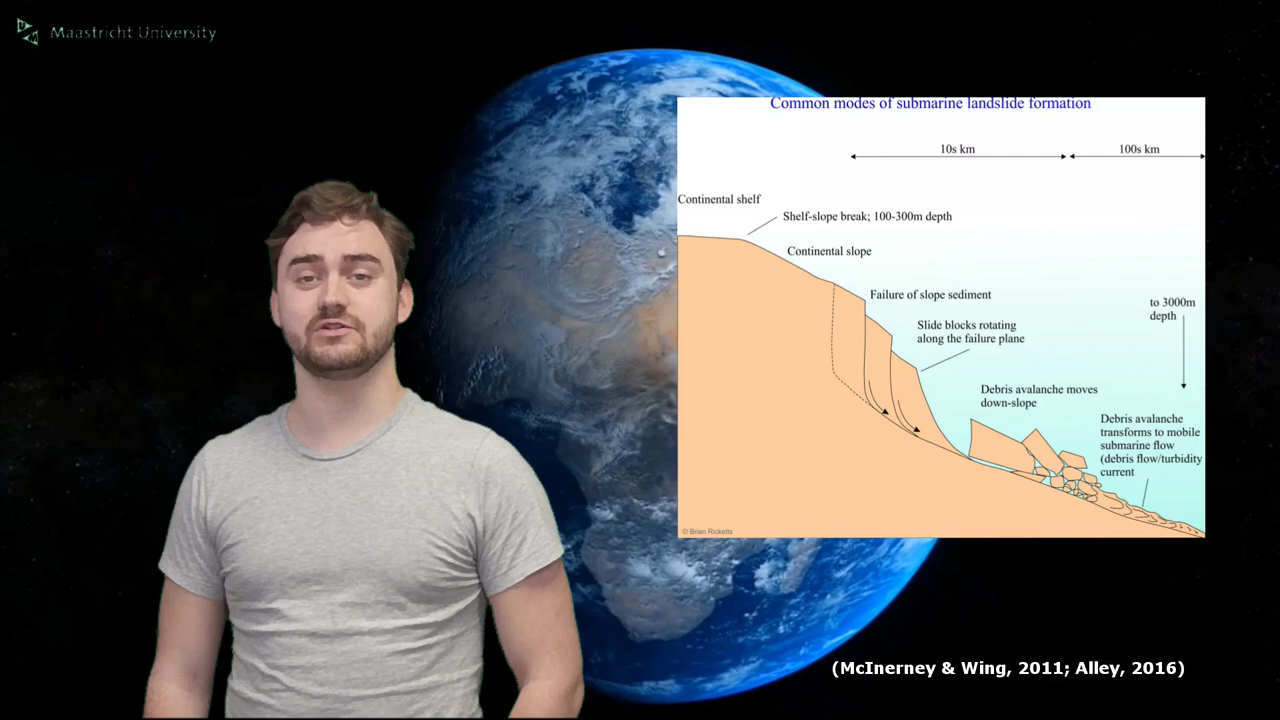 Maastricht University
Common modes of submarine landslide formation
10s km
100s km
Continental shelf
Shelf-slope break; 100-300m depth
Continental slope
Failure of slope sediment
to 3000m
depth
Slide blocks rotating
along the failure plane
Debris avalanche moves
down-slope
Debris avalanche
transforms to mobile
submarine flow
(debris flow/turbidity
current
© Brian Ricketts
(McInerney & Wing, 2011; Alley, 2016)